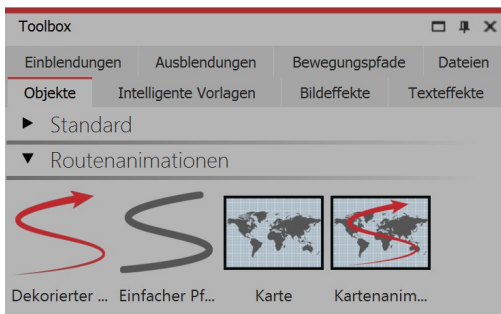 Toolbox
Einblendungen Ausblendungen Bewegungspfade Dateien
Objekte Intelligente Vorlagen Bildeffekte Texteffekte
Standard
Routenanimationen
Dekorierter ... Einfacher Pf... Karte Kartenanim...